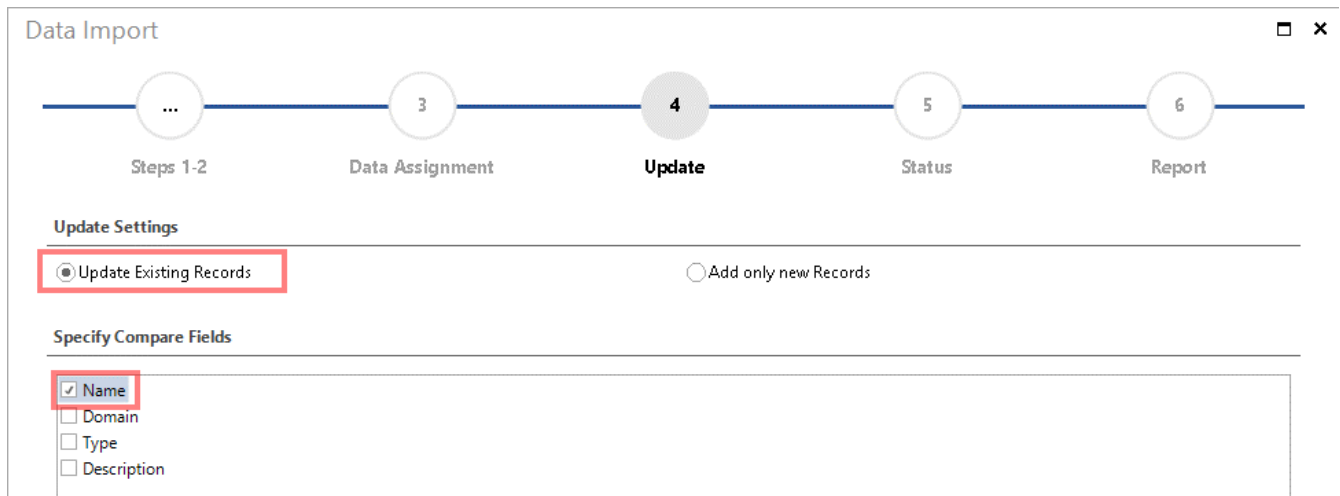 Data Import
... 3 4 5 6
Steps 1-2 Data Assignment Update Status Report
Update Settings
Update Existing Records Add only new Records
Specify Compare Fields
Name
Domain
Type
Description